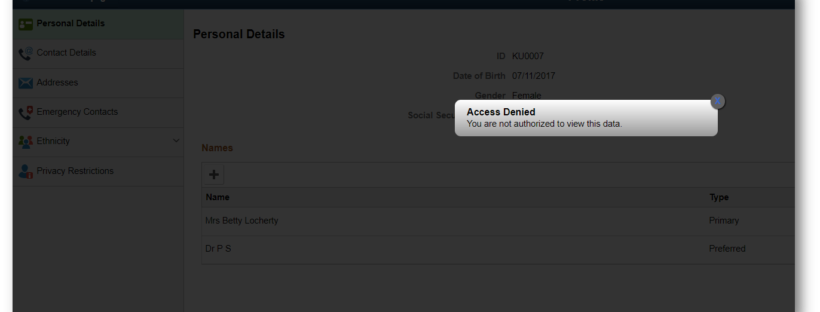 Personal Details
Contact Details
Addresses
Emergency Contacts
Ethnicity
Privacy Restrictions
Personal Details
ID KU0007
Date of Birth 07/11/2017
Gender Female
Social Secu
Access Denied
You are not authorized to view this data.
Names
+
Name Type
Mrs Betty Locherty Primary
Dr P S Preferred